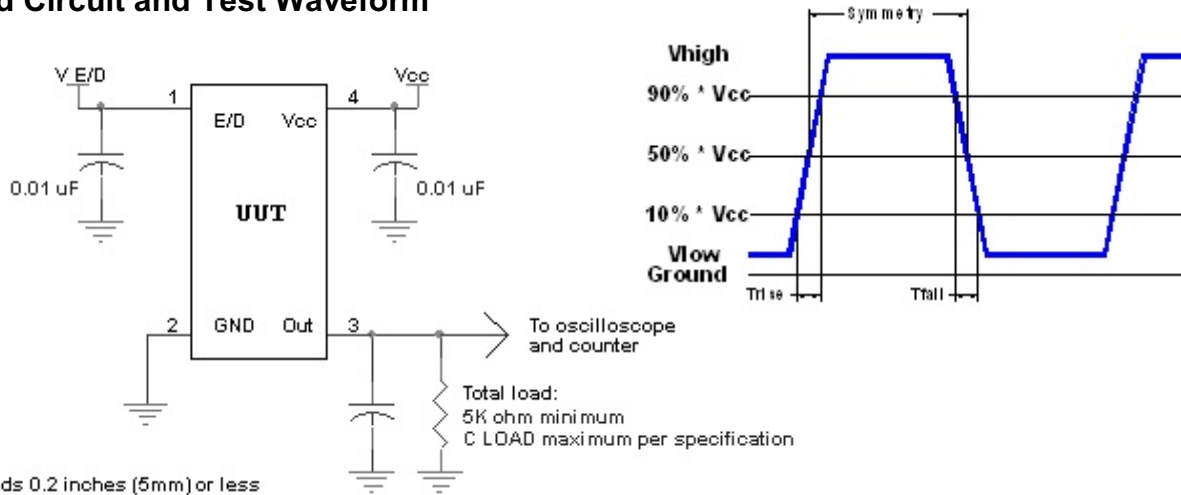 d Circuit and Test Waveform
V E/D
1
4
Vcc
E/D
Vcc
0.01 uF
0.01 uF
UUT
2
GND
Out
3
To oscilloscope
and counter
Total load:
5K ohm minimum
C LOAD maximum per specification
ds 0.2 inches (5mm) or less
symmetry
Vhigh
90% * Vcc
50% * Vcc
10% * Vcc
Vlow
Ground
Trise
Tfall